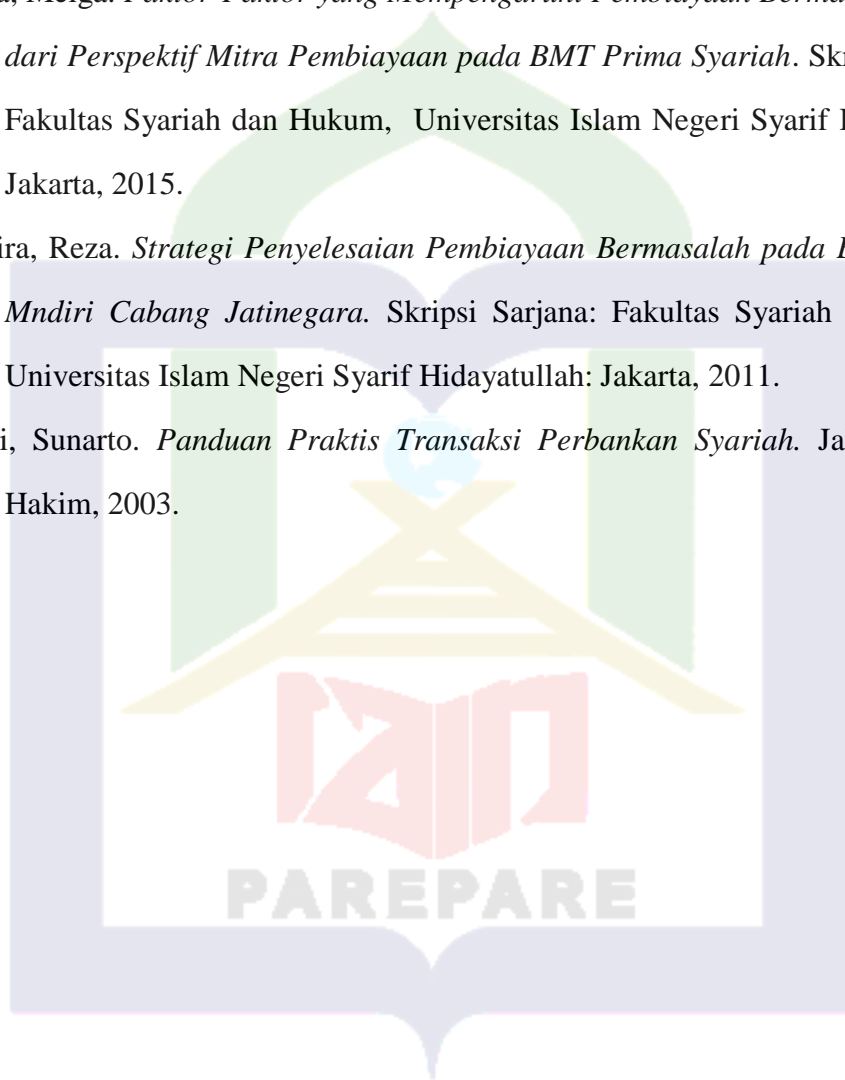 a, Meiga. Faktor-Faktor yang Mempengaruhi Pembiayaan Berma
dari Perspektif Mitra Pembiayaan pada BMT Prima Syariah. Sk
Fakultas Syariah dan Hukum, Universitas Islam Negeri Syarif
Jakarta, 2015.
ira, Reza. Strategi Penyelesaian Pembiayaan Bermasalah pada
Mndiri Cabang Jatinegara. Skripsi Sarjana: Fakultas Syariah
Universitas Islam Negeri Syarif Hidayatullah: Jakarta, 2011.
i, Sunarto. Panduan Praktis Transaksi Perbankan Syariah. Ja
Hakim, 2003.
PAREPARE